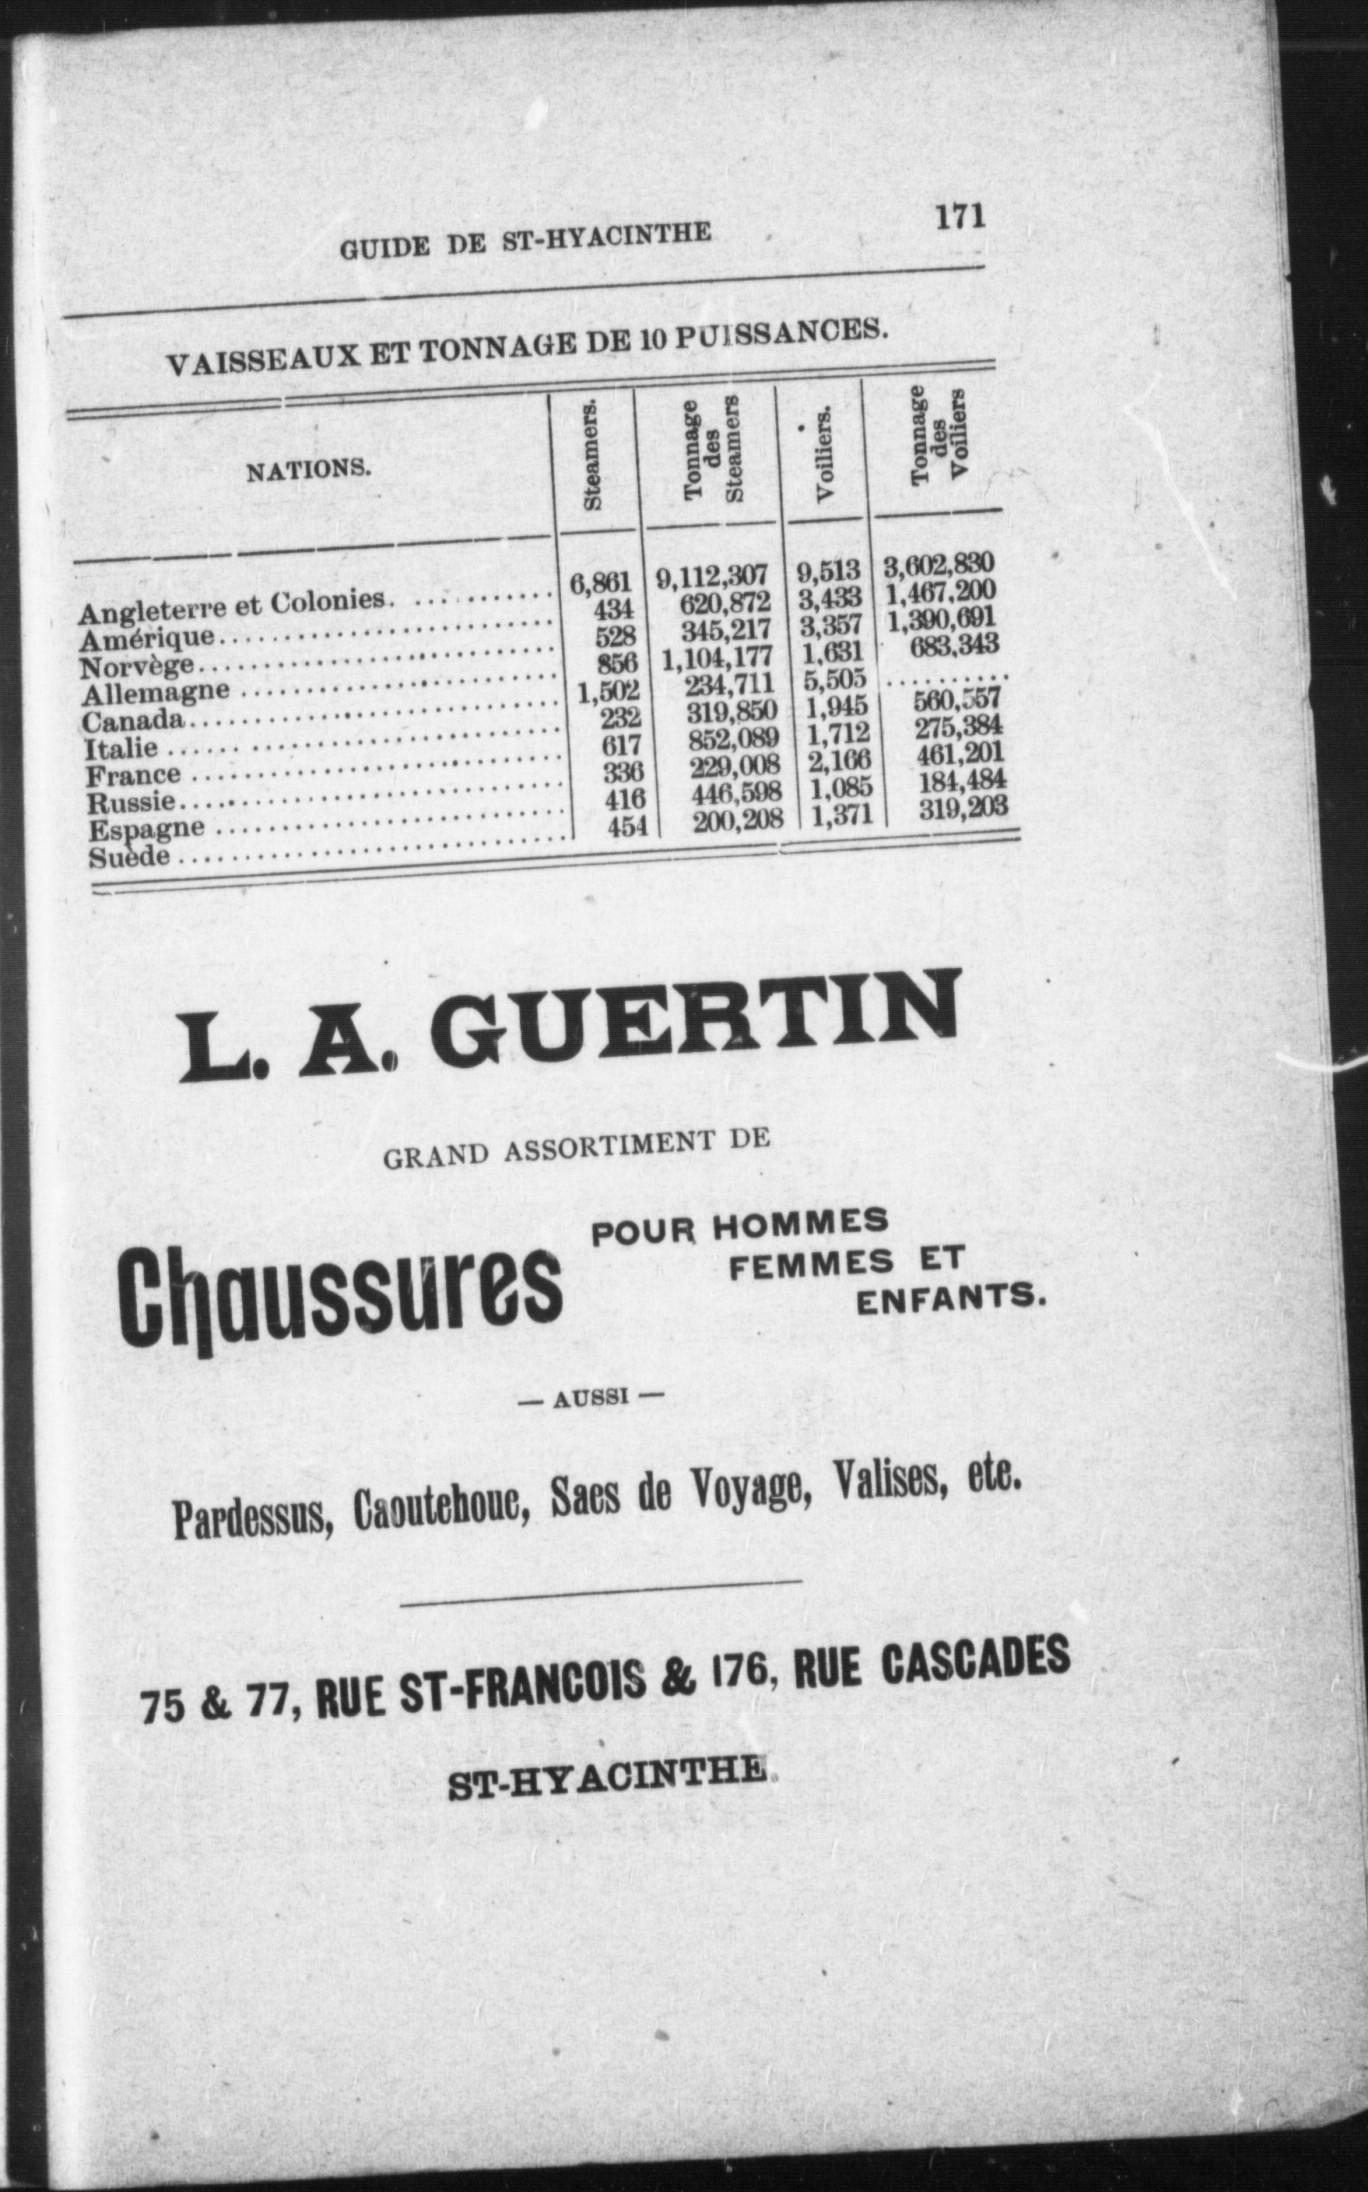 GUIDE DE ST-HYACINTHE 171
VAISSEAUX ET TONNAGE DE 10 PUISSANCES.
NATIONS. Steamers. Tonnage des Steamers Voiliers. Tonnage des Voiliers
Angleterre et Colonies. ............ 6,861 9,112,307 9,513 3,602,830
Amérique............................ 434 620,872 3,433 1,467,200
Norvège............................ 528 345,217 3,357 1,390,691
Allemagne .......................... 856 1,104,177 1,631 683,343
Canada............................ 1,502 234,711 5,505 ..........
Italie ............................ 232 319,850 1,945 560,557
France ............................ 617 852,089 1,712 275,384
Russie............................ 336 229,008 2,166 461,201
Espagne ............................ 416 446,598 1,085 184,484
Suède ............................ 454 200,208 1,371 319,203
L. A. GUERTIN
GRAND ASSORTIMENT DE
Chaussures POUR HOMMES
FEMMES ET
ENFANTS.
— AUSSI —
Pardessus, Caoutchouc, Sacs de Voyage, Valises, etc.
75 & 77, RUE ST-FRANCOIS & 176, RUE CASCADES
ST-HYACINTHE.